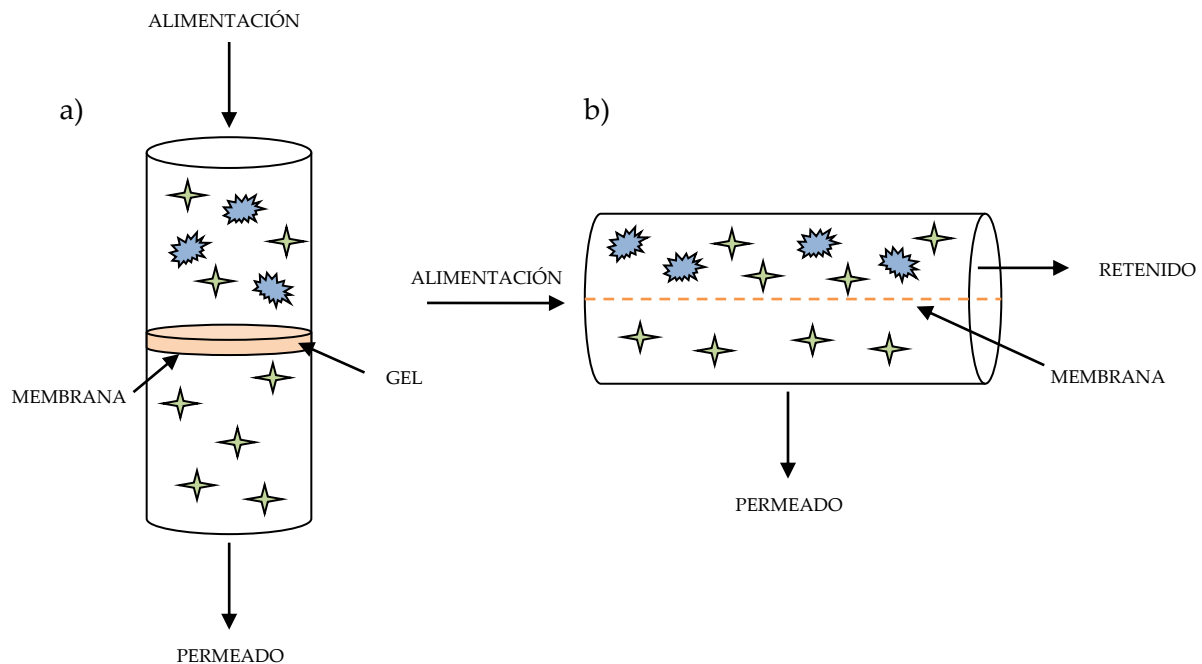 ALIMENTACIÓN
a)
MEMBRANA
GEL
PERMEADO
b)
ALIMENTACIÓN
RETENIDO
MEMBRANA
PERMEADO